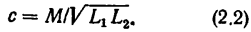 c = M/√L₁L₂. (2.2)